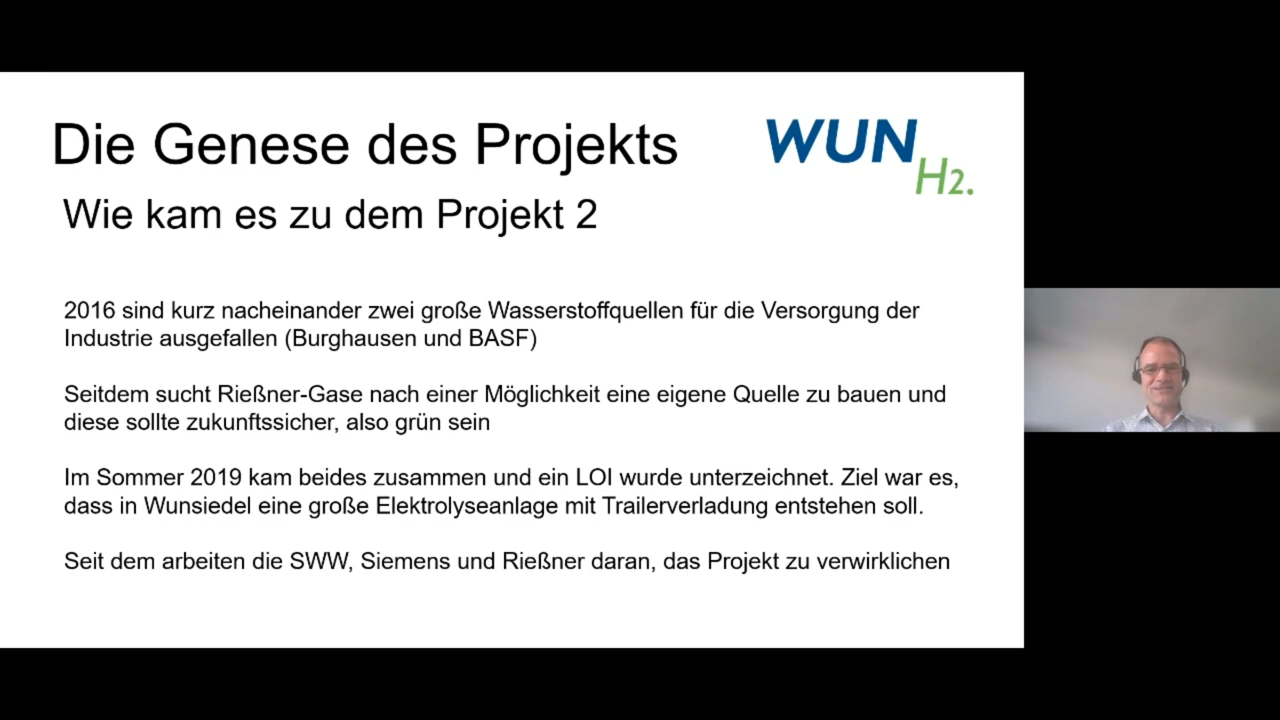 Die Genese des Projekts
WUN
H2.
Wie kam es zu dem Projekt 2
2016 sind kurz nacheinander zwei große Wasserstoffquellen für die Versorgung der
Industrie ausgefallen (Burghausen und BASF)
Seitdem sucht Rießner-Gase nach einer Möglichkeit eine eigene Quelle zu bauen und
diese sollte zukunftssicher, also grün sein
Im Sommer 2019 kam beides zusammen und ein LOI wurde unterzeichnet. Ziel war es,
dass in Wunsiedel eine große Elektrolyseanlage mit Trailerverladung entstehen soll.
Seit dem arbeiten die SWW, Siemens und Rießner daran, das Projekt zu verwirklichen